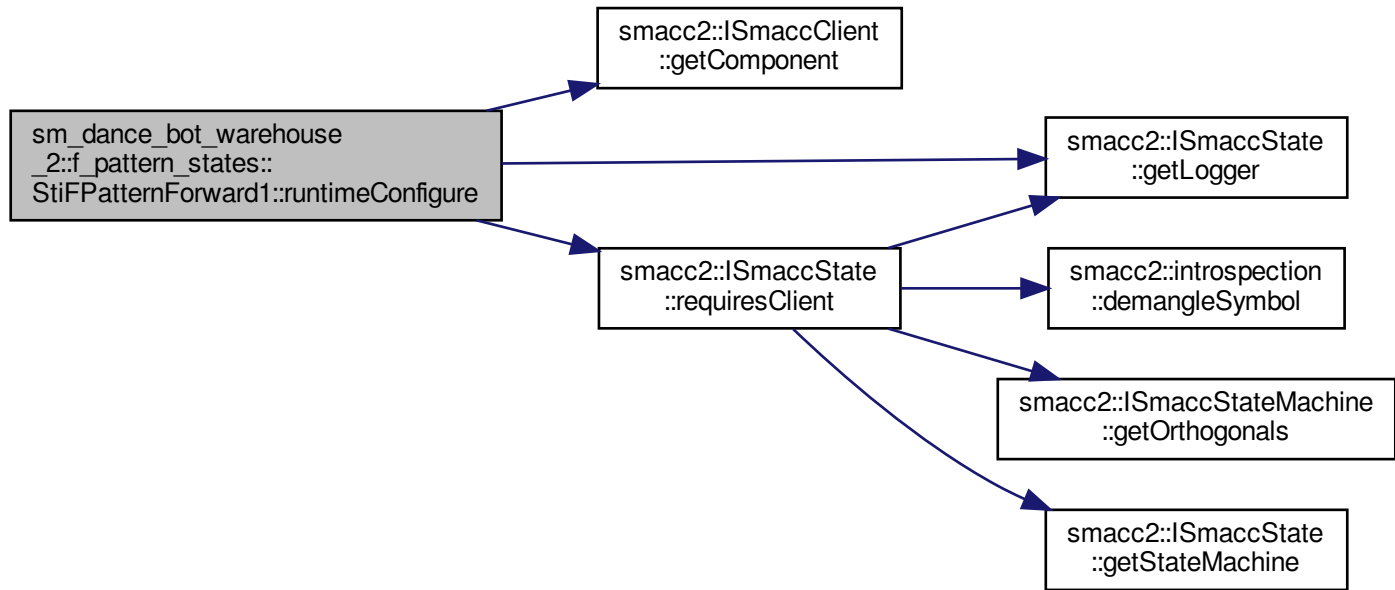 smacc2::ISmaccClient
::getComponent
sm_dance_bot_warehouse
_2::f_pattern_states::
StiFPatternForward1::runtimeConfigure
smacc2::ISmaccState
::getLogger
smacc2::ISmaccState
::requiresClient
smacc2::introspection
::demangleSymbol
smacc2::ISmaccStateMachine
::getOrthogonals
smacc2::ISmaccState
::getStateMachine